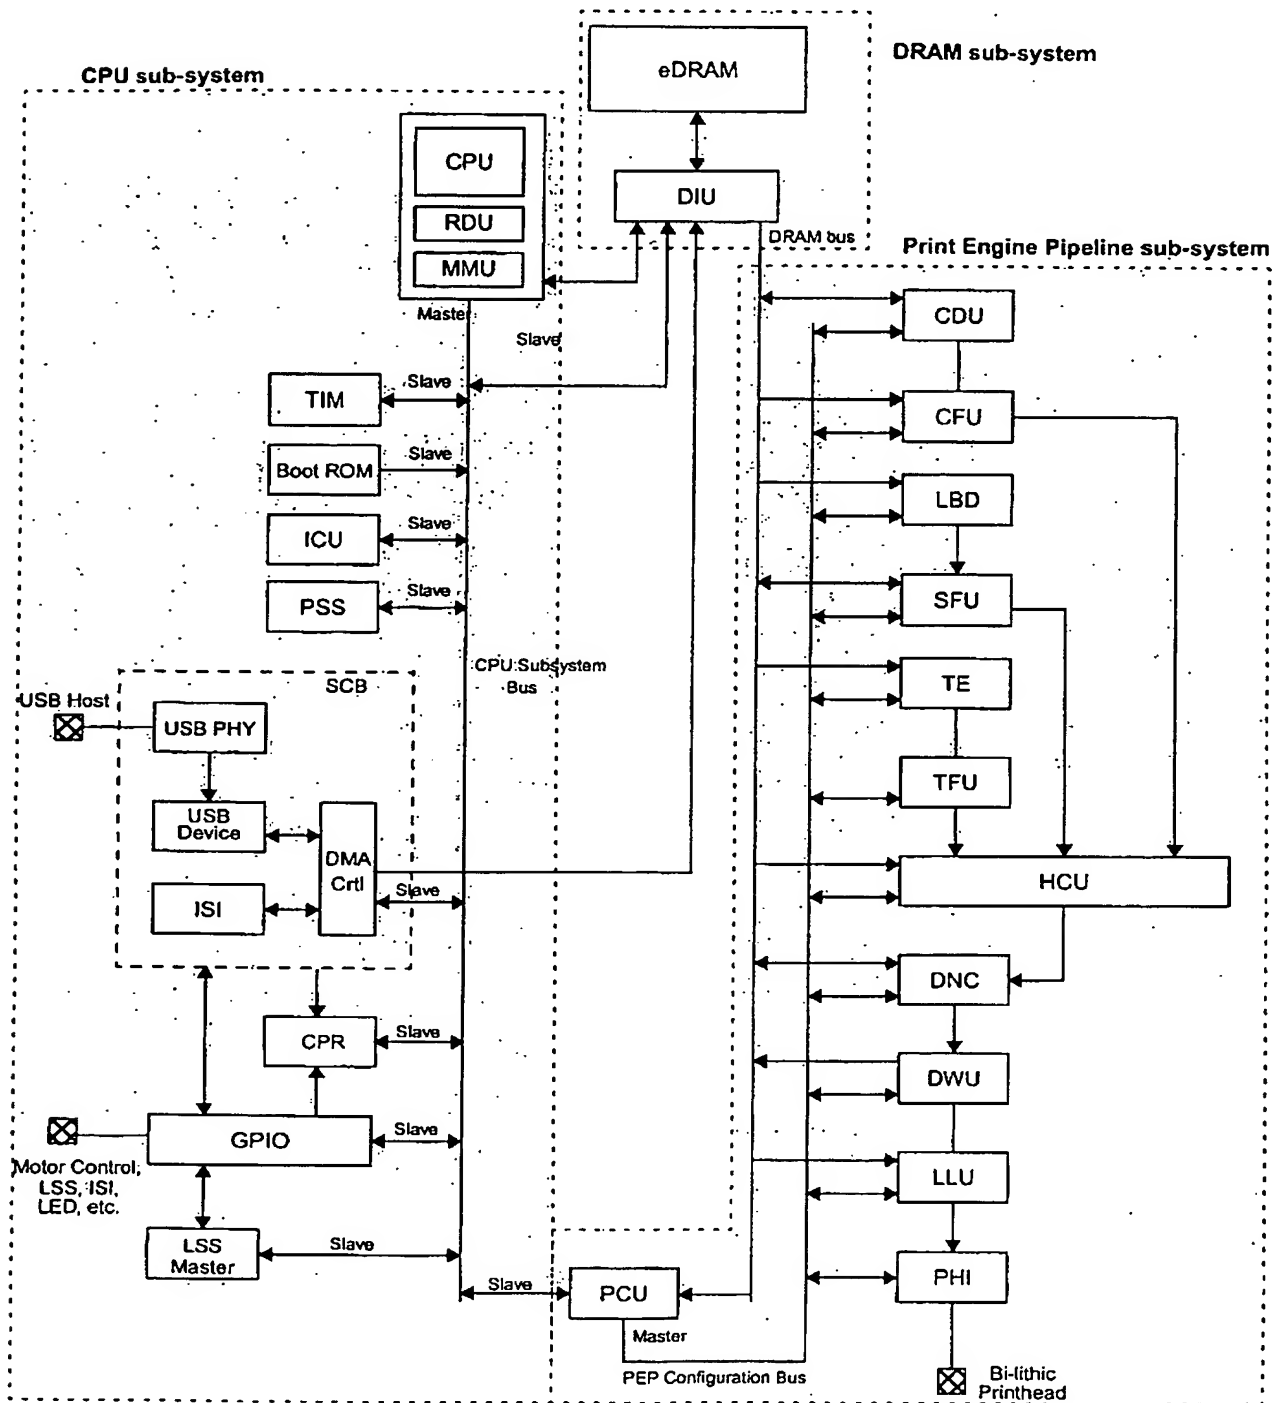 DRAM sub-system
CPU sub-system
eDRAM
CPU
RDU
MMU
DIU
DRAM bus
Print Engine Pipeline sub-system
Master
Slave
CDU
TIM
Slave
CFU
Boot ROM
Slave
LBD
ICU
Slave
PSS
Slave
SFU
CPU Subsystem
Bus
TE
SCB
USB Host
USB PHY
TFU
USB
Device
DMA
Crtl
Slave
HCU
ISI
DNC
CPR
Slave
DWU
GPIO
Slave
Motor Control,
LSS, ISI,
LED, etc.
LLU
LSS
Master
Slave
PHI
Slave
PCU
Master
PEP Configuration Bus
Bi-lithic
Printhead